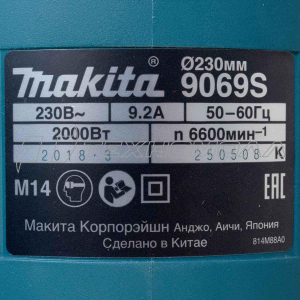 makita® Ø230мм
9069S
230В~ 9.2А 50-60Гц
2000Вт n 6600мин⁻¹
2018.3 250508 K
M14 EAC
Макита Корпорэйшн Анджо, Аичи, Япония
Сделано в Китае 814M88A0